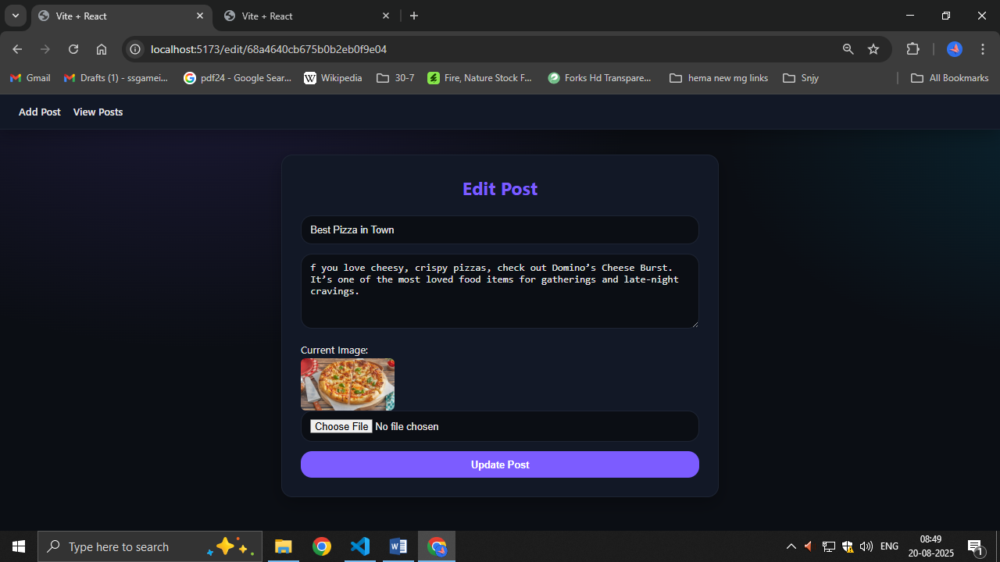 Vite + React
Vite + React
localhost:5173/edit/68a4640cb675b0b2eb0f9e04
Gmail
Drafts (1) - ssgamei...
pdf24 - Google Sear...
Wikipedia
30-7
Fire, Nature Stock F...
Forks Hd Transpare...
hema new mg links
Snjy
All Bookmarks
Add Post
View Posts
Edit Post
Best Pizza in Town
f you love cheesy, crispy pizzas, check out Domino’s Cheese Burst.
It’s one of the most loved food items for gatherings and late-night
cravings.
Current Image:
Choose File No file chosen
Update Post
Type here to search
ENG
08:49
20-08-2025
1